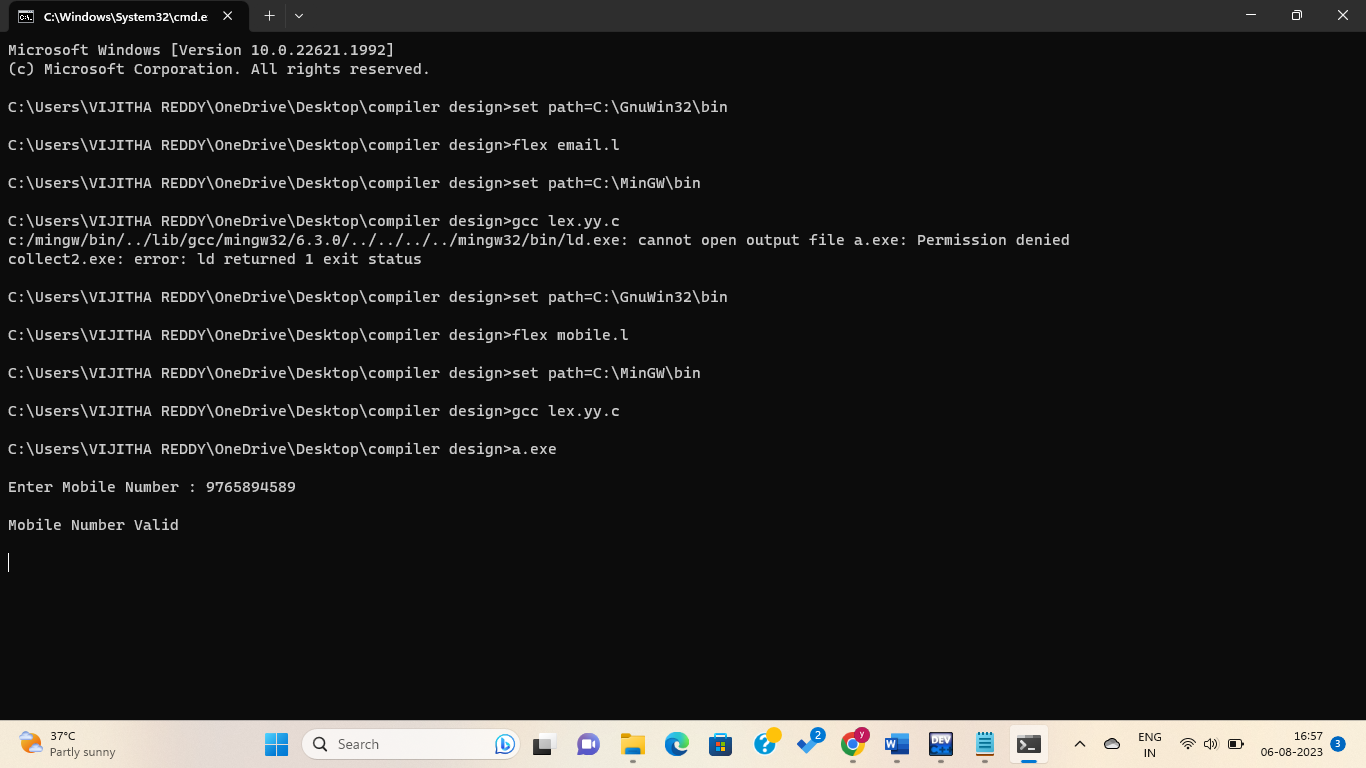 C:\Windows\System32\cmd.e
Microsoft Windows [Version 10.0.22621.1992]
(c) Microsoft Corporation. All rights reserved.
C:\Users\VIJITHA REDDY\OneDrive\Desktop\compiler design>set path=C:\GnuWin32\bin
C:\Users\VIJITHA REDDY\OneDrive\Desktop\compiler design>flex email.l
C:\Users\VIJITHA REDDY\OneDrive\Desktop\compiler design>set path=C:\MinGW\bin
C:\Users\VIJITHA REDDY\OneDrive\Desktop\compiler design>gcc lex.yy.c
c:/mingw/bin/../lib/gcc/mingw32/6.3.0/../../../../mingw32/bin/ld.exe: cannot open output file a.exe: Permission denied
collect2.exe: error: ld returned 1 exit status
C:\Users\VIJITHA REDDY\OneDrive\Desktop\compiler design>set path=C:\GnuWin32\bin
C:\Users\VIJITHA REDDY\OneDrive\Desktop\compiler design>flex mobile.l
C:\Users\VIJITHA REDDY\OneDrive\Desktop\compiler design>set path=C:\MinGW\bin
C:\Users\VIJITHA REDDY\OneDrive\Desktop\compiler design>gcc lex.yy.c
C:\Users\VIJITHA REDDY\OneDrive\Desktop\compiler design>a.exe
Enter Mobile Number : 9765894589
Mobile Number Valid
37°C
Partly sunny
Search
2
y
W
DEV
C++
ENG
IN
16:57
06-08-2023
3